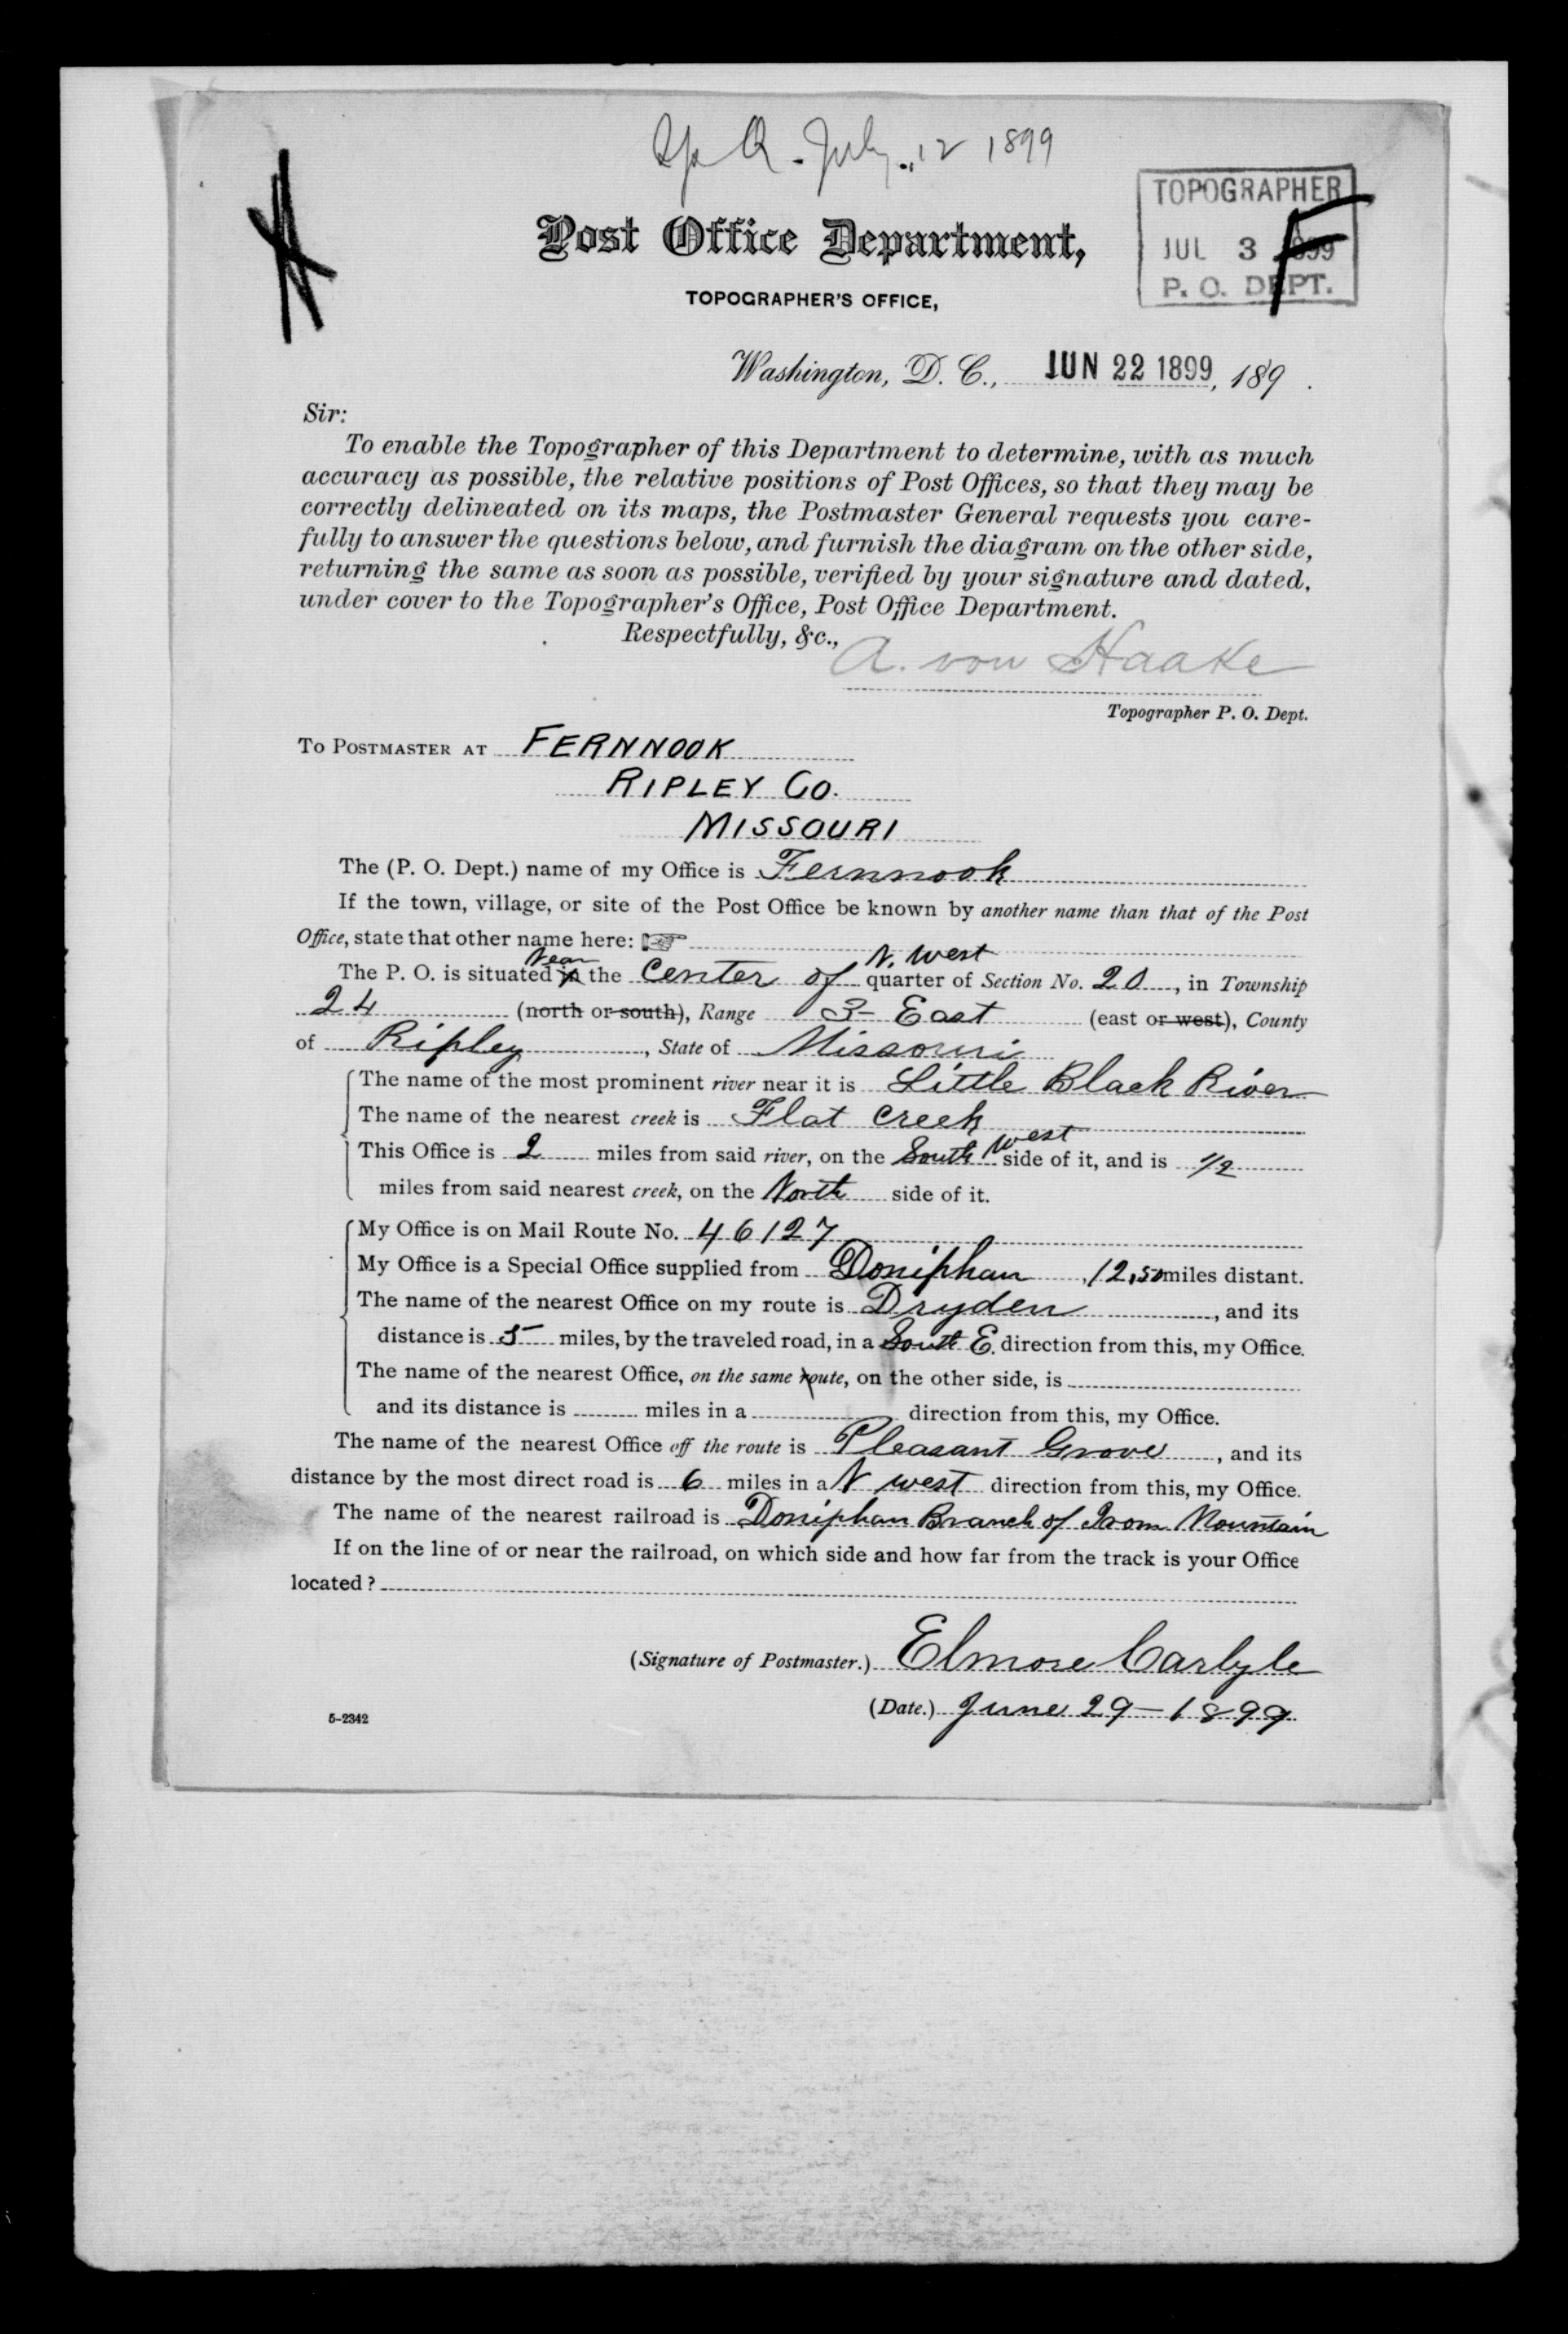 July 12 1899
TOPOGRAPHER
JUL 3 1899
P. O. DEPT.
F
Post Office Department,
TOPOGRAPHER'S OFFICE,
Washington, D. C., JUN 22 1899, 189 .
Sir:
To enable the Topographer of this Department to determine, with as much
accuracy as possible, the relative positions of Post Offices, so that they may be
correctly delineated on its maps, the Postmaster General requests you care-
fully to answer the questions below, and furnish the diagram on the other side,
returning the same as soon as possible, verified by your signature and dated,
under cover to the Topographer's Office, Post Office Department.
Respectfully, &c.,
A. von Haake
Topographer P. O. Dept.
TO POSTMASTER AT FERNNOOK
RIPLEY CO.
MISSOURI
The (P. O. Dept.) name of my Office is Fernnook
If the town, village, or site of the Post Office be known by another name than that of the Post
Office, state that other name here:
The P. O. is situated in Near the Center of N. West quarter of Section No. 20, in Township
24 (north or south), Range 3- East (east or west), County
of Ripley, State of Missouri
The name of the most prominent river near it is Little Black River
The name of the nearest creek is Flat Creek
This Office is 2 miles from said river, on the South West side of it, and is 1/2
miles from said nearest creek, on the North side of it.
My Office is on Mail Route No. 46127
My Office is a Special Office supplied from Doniphan, 12,50 miles distant.
The name of the nearest Office on my route is Dryden, and its
distance is 5 miles, by the traveled road, in a South E. direction from this, my Office.
The name of the nearest Office, on the same route, on the other side, is
and its distance is miles in a direction from this, my Office.
The name of the nearest Office off the route is Pleasant Grove, and its
distance by the most direct road is 6 miles in a N west direction from this, my Office.
The name of the nearest railroad is Doniphan Branch of Iron Mountain
If on the line of or near the railroad, on which side and how far from the track is your Office
located?
(Signature of Postmaster.) Elmore Carlyle
(Date.) June 29-1899
5-2342